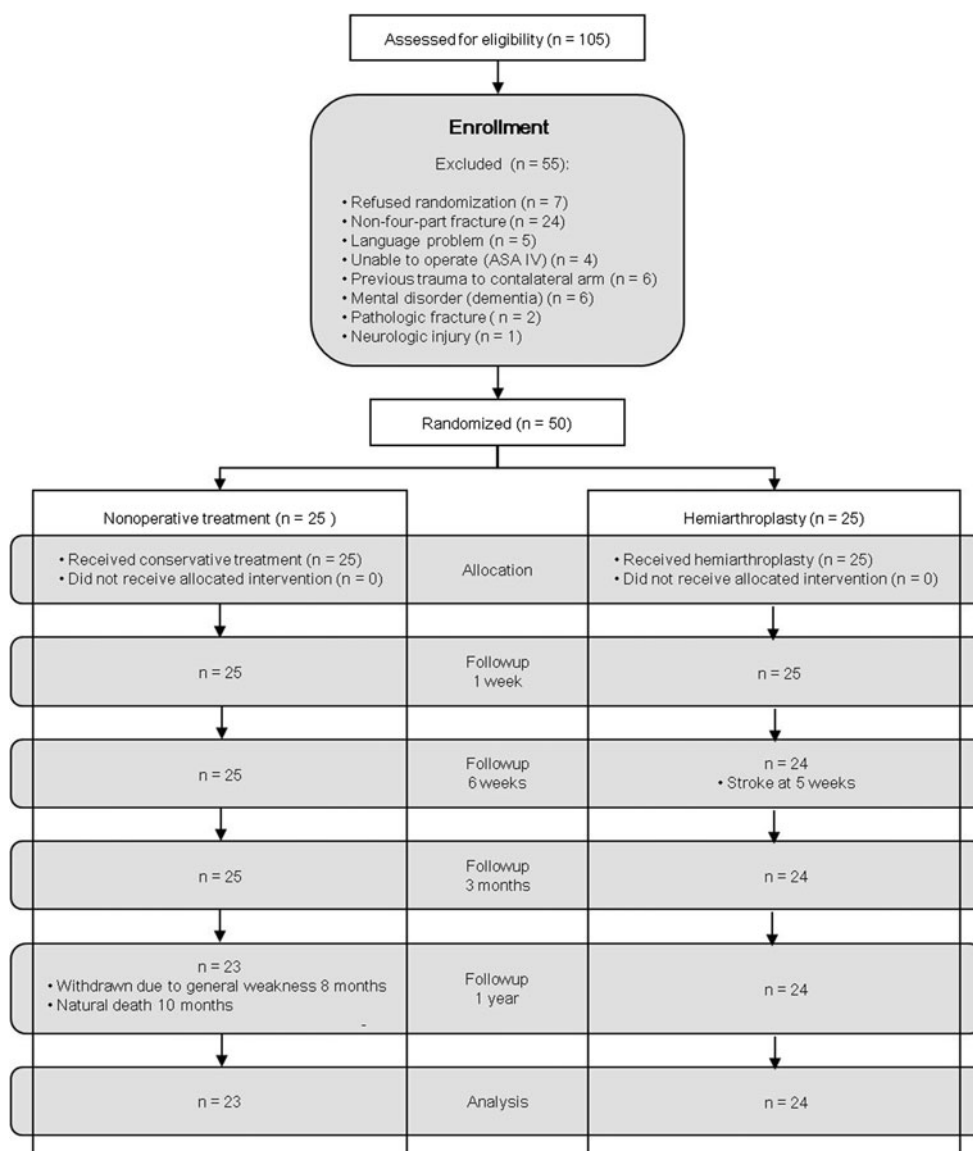 Assessed for eligibility (n = 105)
Enrollment
Excluded (n = 55):
• Refused randomization (n = 7)
• Non-four-part fracture (n = 24)
• Language problem (n = 5)
• Unable to operate (ASA IV) (n = 4)
• Previous trauma to contalateral arm (n = 6)
• Mental disorder (dementia) (n = 6)
• Pathologic fracture ( n = 2)
• Neurologic injury (n = 1)
Randomized (n = 50)
Nonoperative treatment (n = 25 )
Hemiarthroplasty (n = 25)
• Received conservative treatment (n = 25)
• Did not receive allocated intervention (n = 0)
Allocation
• Received hemiarthroplasty (n = 25)
• Did not receive allocated intervention (n = 0)
n = 25
Followup
1 week
n = 25
n = 25
Followup
6 weeks
n = 24
• Stroke at 5 weeks
n = 25
Followup
3 months
n = 24
n = 23
• Withdrawn due to general weakness 8 months
• Natural death 10 months
Followup
1 year
n = 24
n = 23
Analysis
n = 24